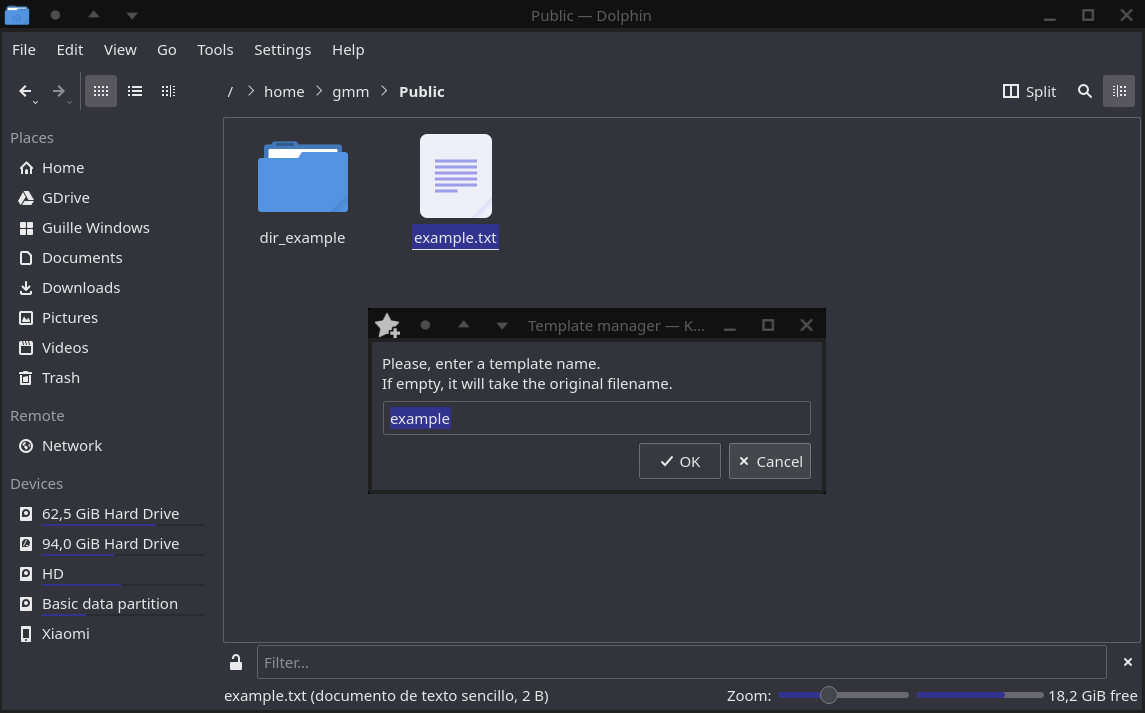 Public — Dolphin
File Edit View Go Tools Settings Help
/ home gmm Public Split
Places
Home
GDrive
Guille Windows
Documents
Downloads
Pictures
Videos
Trash
Remote
Network
Devices
62,5 GiB Hard Drive
94,0 GiB Hard Drive
HD
Basic data partition
Xiaomi
dir_example example.txt
Template manager — K...
Please, enter a template name.
If empty, it will take the original filename.
example
OK Cancel
Filter...
example.txt (documento de texto sencillo, 2 B) Zoom: 18,2 GiB free